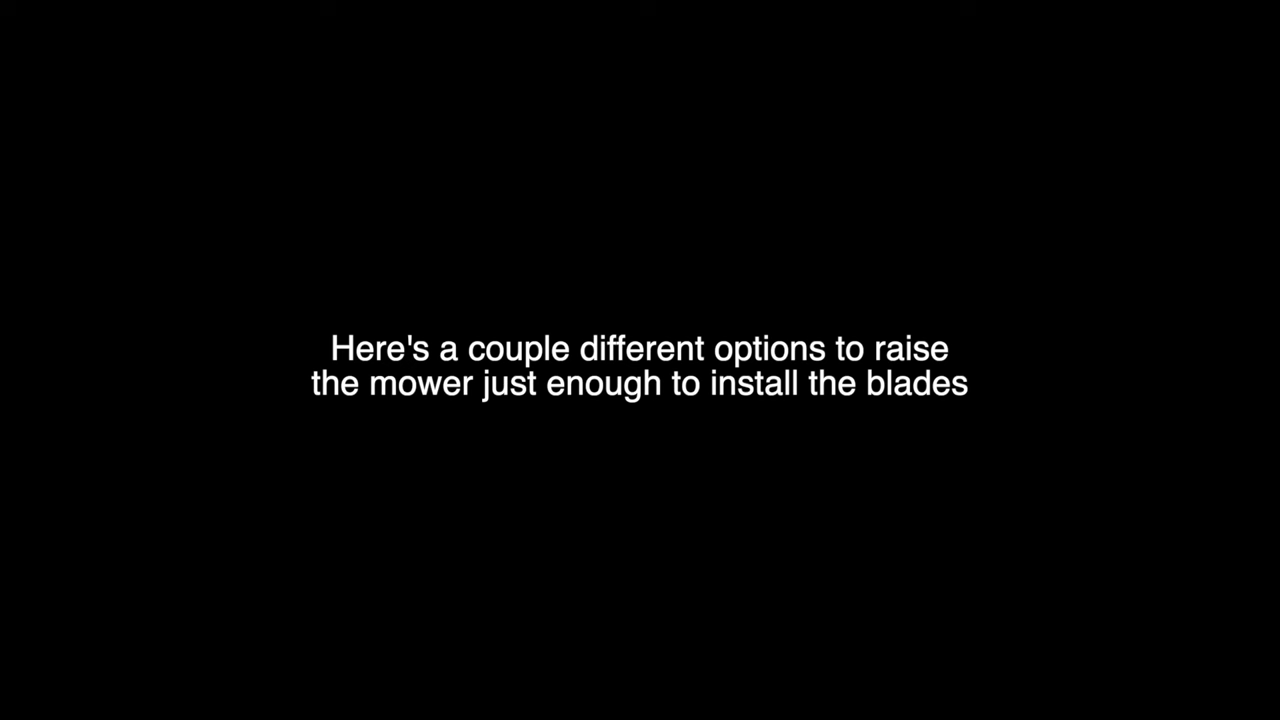 Here's a couple different options to raise
the mower just enough to install the blades